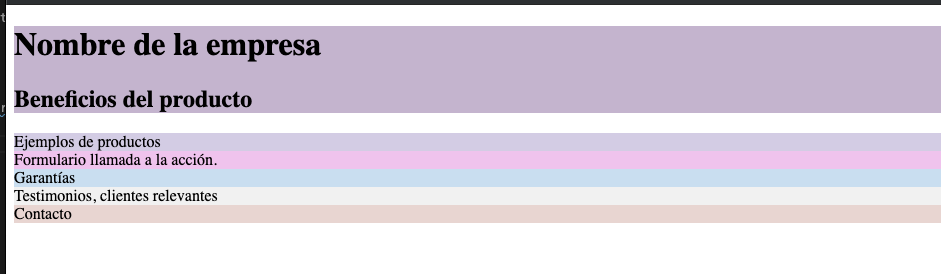 Nombre de la empresa
Beneficios del producto
Ejemplos de productos
Formulario llamada a la acción.
Garantías
Testimonios, clientes relevantes
Contacto